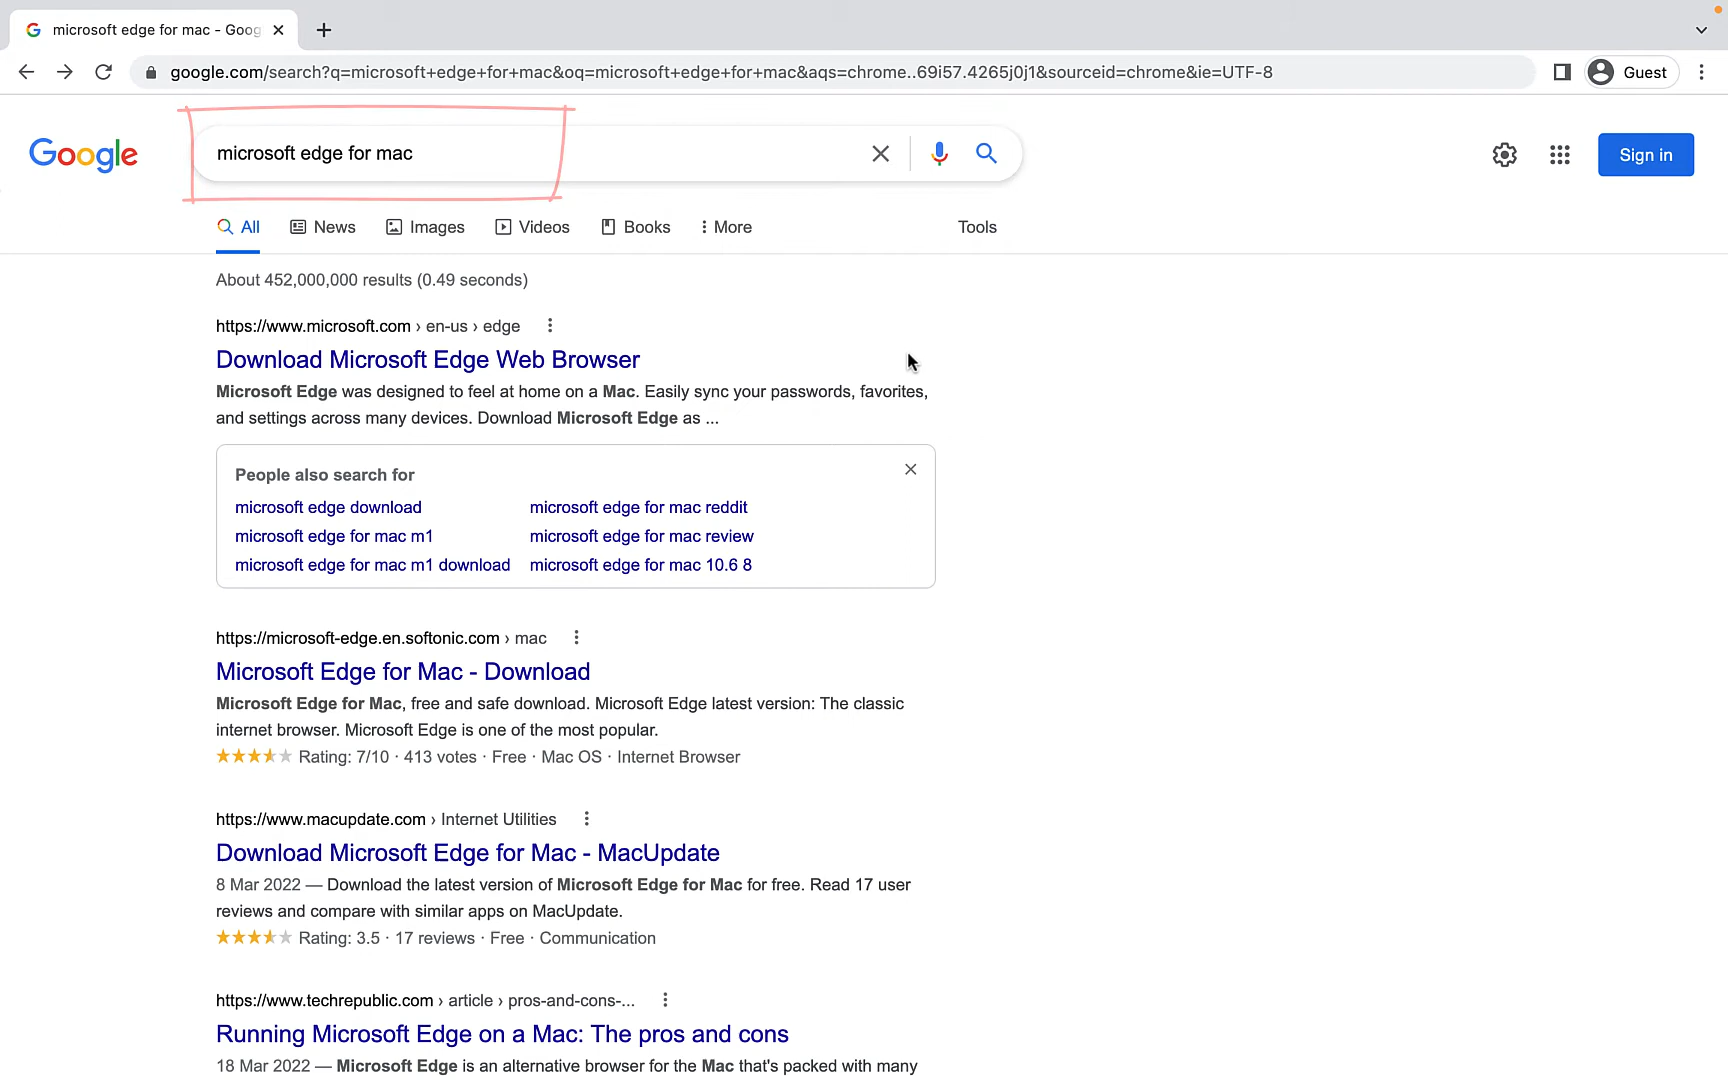 microsoft edge for mac - Goog
google.com/search?q=microsoft+edge+for+mac&oq=microsoft+edge+for+mac&aqs=chrome..69i57.4265j0j1&sourceid=chrome&ie=UTF-8
Guest
Google
microsoft edge for mac
Sign in
All
News
Images
Videos
Books
More
Tools
About 452,000,000 results (0.49 seconds)
https://www.microsoft.com › en-us › edge
Download Microsoft Edge Web Browser
Microsoft Edge was designed to feel at home on a Mac. Easily sync your passwords, favorites,
and settings across many devices. Download Microsoft Edge as ...
People also search for
microsoft edge download
microsoft edge for mac reddit
microsoft edge for mac m1
microsoft edge for mac review
microsoft edge for mac m1 download
microsoft edge for mac 10.6 8
https://microsoft-edge.en.softonic.com › mac
Microsoft Edge for Mac - Download
Microsoft Edge for Mac, free and safe download. Microsoft Edge latest version: The classic
internet browser. Microsoft Edge is one of the most popular.
Rating: 7/10 · 413 votes · Free · Mac OS · Internet Browser
https://www.macupdate.com › Internet Utilities
Download Microsoft Edge for Mac - MacUpdate
8 Mar 2022 — Download the latest version of Microsoft Edge for Mac for free. Read 17 user
reviews and compare with similar apps on MacUpdate.
Rating: 3.5 · 17 reviews · Free · Communication
https://www.techrepublic.com › article › pros-and-cons-...
Running Microsoft Edge on a Mac: The pros and cons
18 Mar 2022 — Microsoft Edge is an alternative browser for the Mac that's packed with many